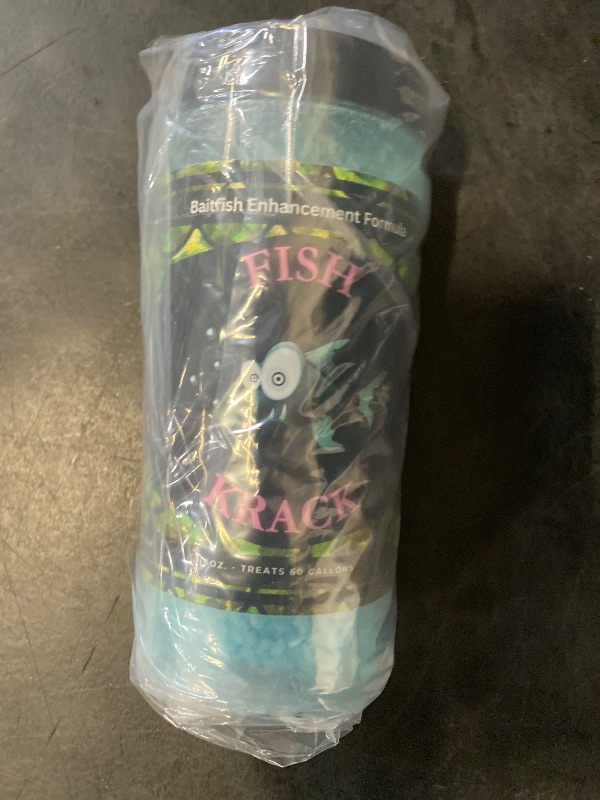 Baitfish Enhancement Formula
FISH
KRACK
OZ. - TREATS 60 GALLONS